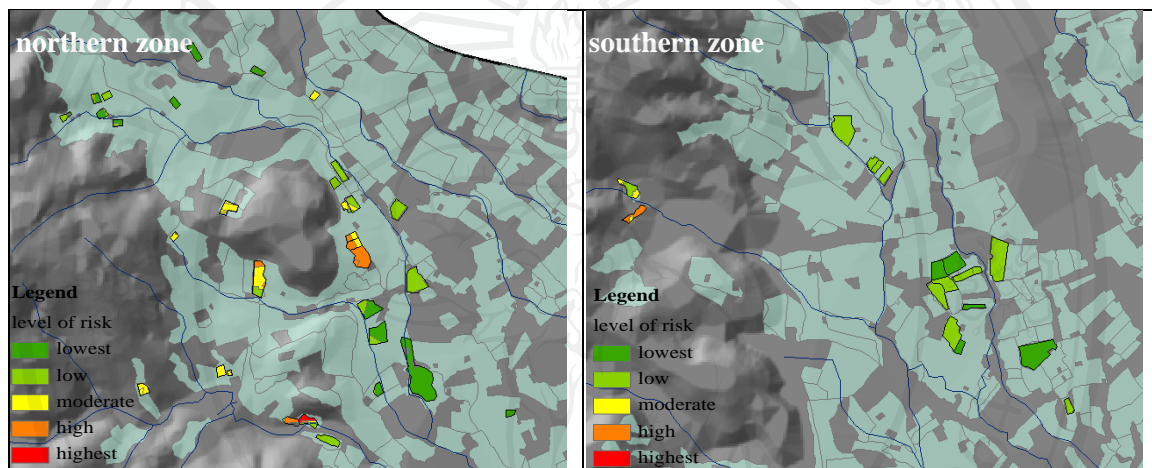 northern zone
Legend
level of risk
lowest
low
moderate
high
highest
southern zone
Legend
level of risk
lowest
low
moderate
high
highest